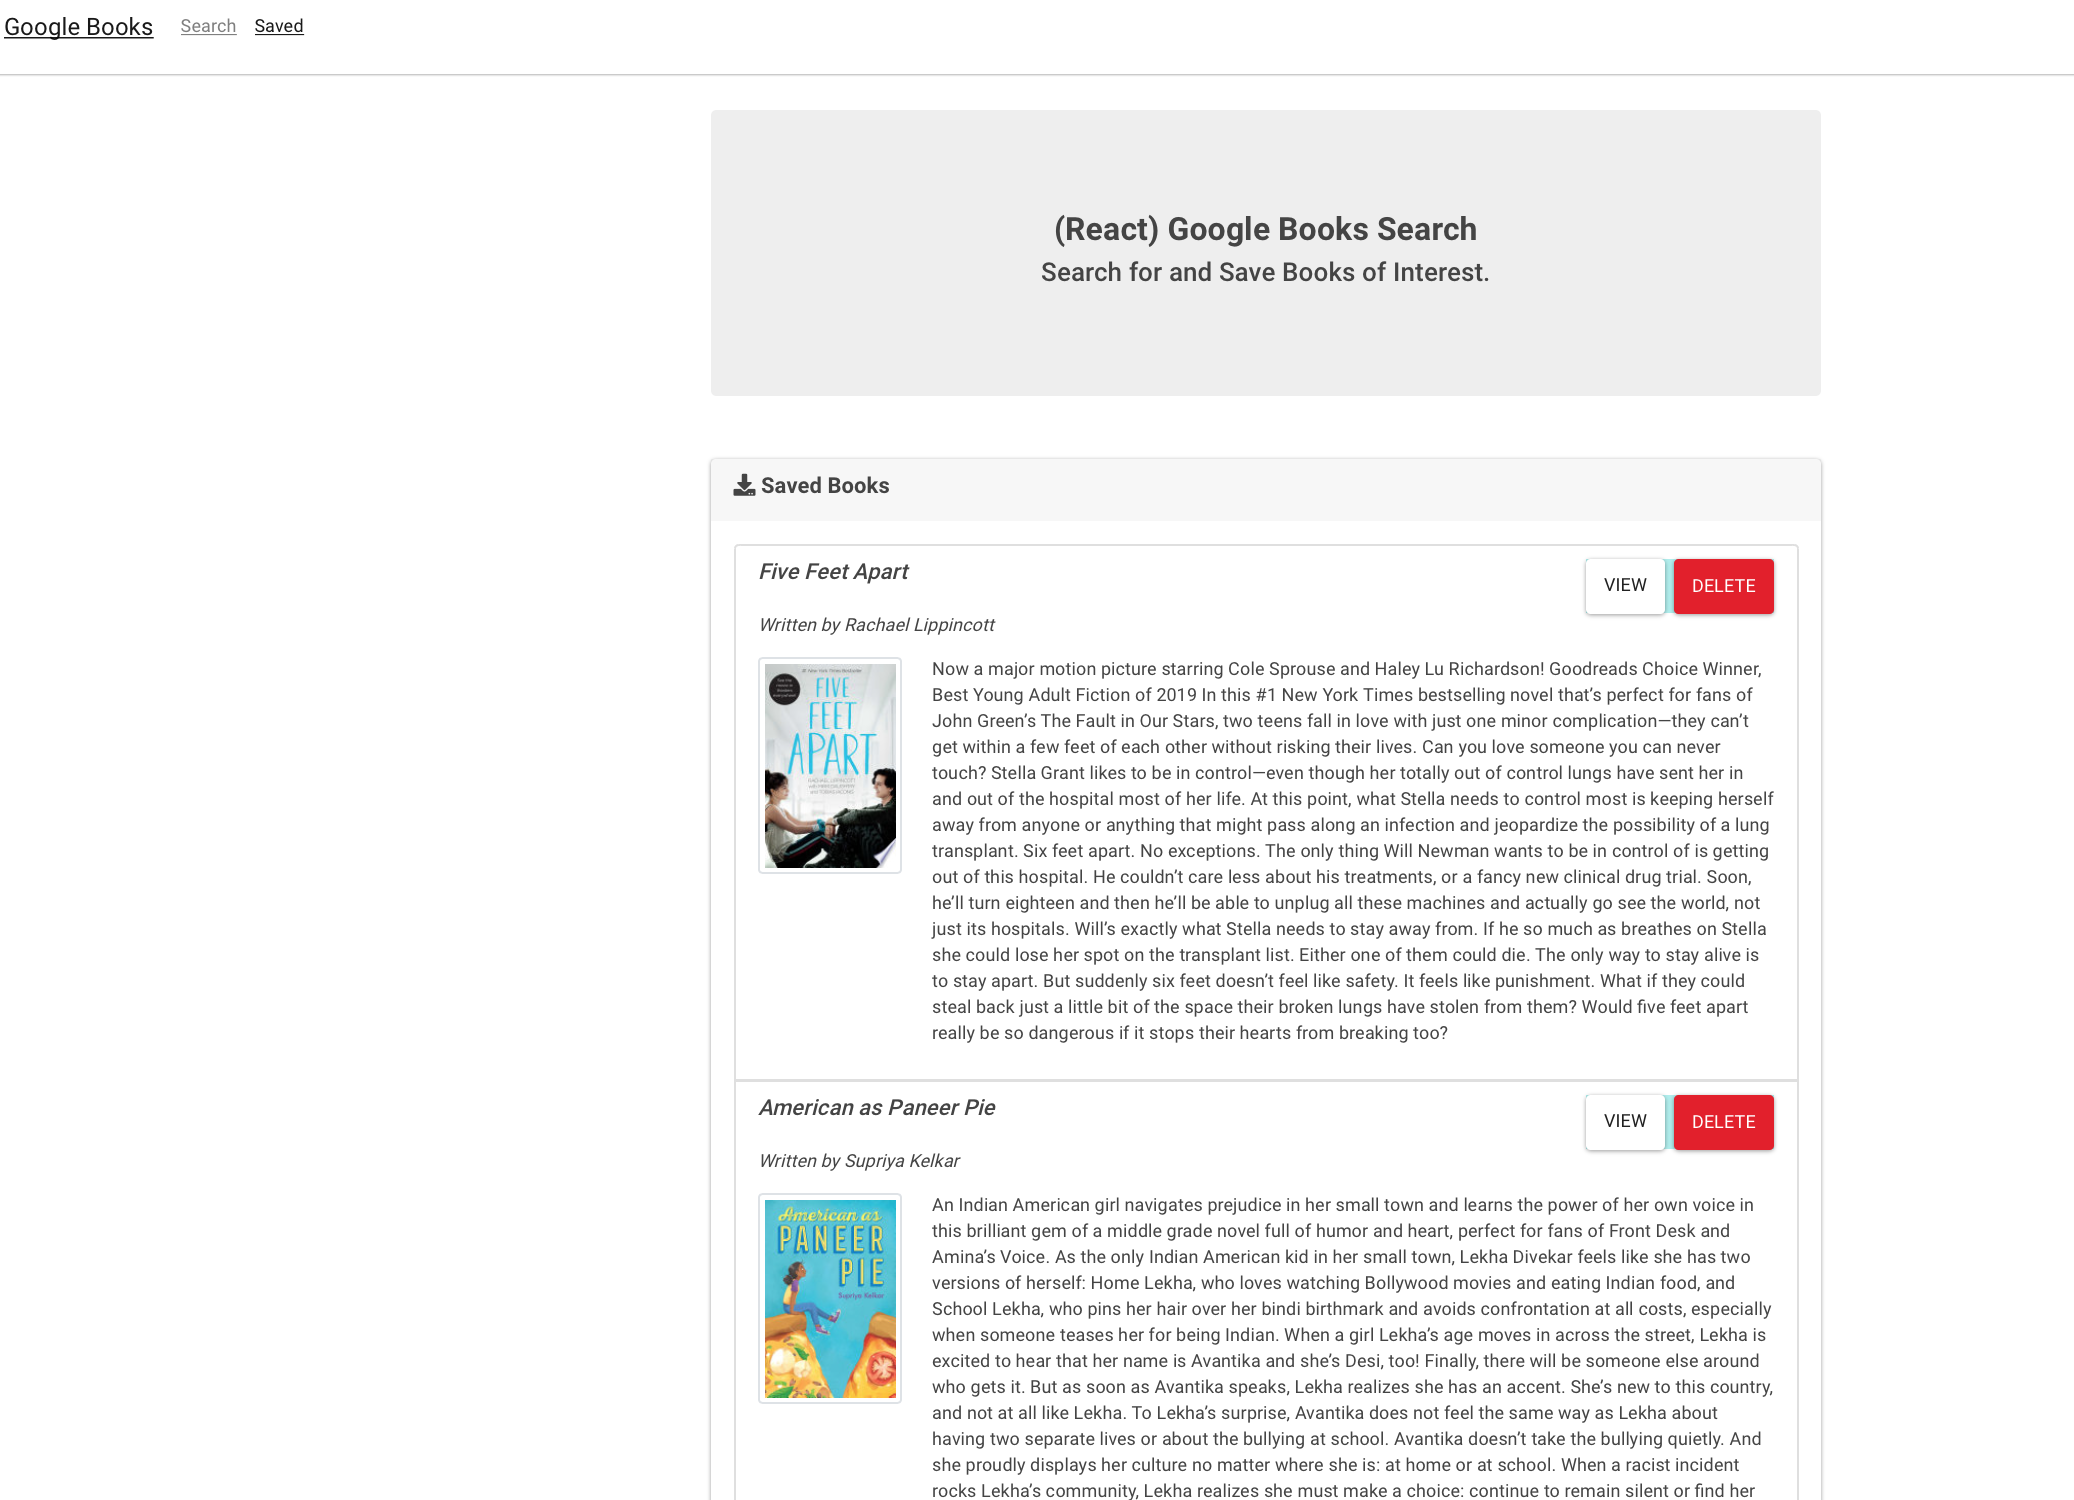 Google Books Search Saved
(React) Google Books Search
Search for and Save Books of Interest.
Saved Books
Five Feet Apart
VIEW DELETE
Written by Rachael Lippincott
#1 New York Times Bestseller
FIVE
FEET
APART
RACHAEL LIPPINCOTT
Now a major motion picture starring Cole Sprouse and Haley Lu Richardson! Goodreads Choice Winner,
Best Young Adult Fiction of 2019 In this #1 New York Times bestselling novel that’s perfect for fans of
John Green’s The Fault in Our Stars, two teens fall in love with just one minor complication—they can’t
get within a few feet of each other without risking their lives. Can you love someone you can never
touch? Stella Grant likes to be in control—even though her totally out of control lungs have sent her in
and out of the hospital most of her life. At this point, what Stella needs to control most is keeping herself
away from anyone or anything that might pass along an infection and jeopardize the possibility of a lung
transplant. Six feet apart. No exceptions. The only thing Will Newman wants to be in control of is getting
out of this hospital. He couldn’t care less about his treatments, or a fancy new clinical drug trial. Soon,
he’ll turn eighteen and then he’ll be able to unplug all these machines and actually go see the world, not
just its hospitals. Will’s exactly what Stella needs to stay away from. If he so much as breathes on Stella
she could lose her spot on the transplant list. Either one of them could die. The only way to stay alive is
to stay apart. But suddenly six feet doesn’t feel like safety. It feels like punishment. What if they could
steal back just a little bit of the space their broken lungs have stolen from them? Would five feet apart
really be so dangerous if it stops their hearts from breaking too?
American as Paneer Pie
VIEW DELETE
Written by Supriya Kelkar
American as
PANEER
PIE
Supriya Kelkar
An Indian American girl navigates prejudice in her small town and learns the power of her own voice in
this brilliant gem of a middle grade novel full of humor and heart, perfect for fans of Front Desk and
Amina’s Voice. As the only Indian American kid in her small town, Lekha Divekar feels like she has two
versions of herself: Home Lekha, who loves watching Bollywood movies and eating Indian food, and
School Lekha, who pins her hair over her bindi birthmark and avoids confrontation at all costs, especially
when someone teases her for being Indian. When a girl Lekha’s age moves in across the street, Lekha is
excited to hear that her name is Avantika and she’s Desi, too! Finally, there will be someone else around
who gets it. But as soon as Avantika speaks, Lekha realizes she has an accent. She’s new to this country,
and not at all like Lekha. To Lekha’s surprise, Avantika does not feel the same way as Lekha about
having two separate lives or about the bullying at school. Avantika doesn’t take the bullying quietly. And
she proudly displays her culture no matter where she is: at home or at school. When a racist incident
rocks Lekha’s community, Lekha realizes she must make a choice: continue to remain silent or find her